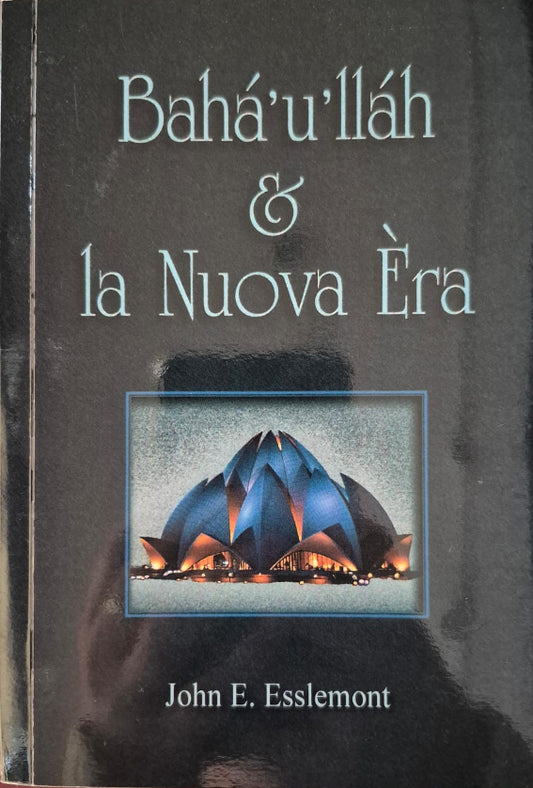 Bahá'u'lláh
&
la Nuova Èra
John E. Esslemont